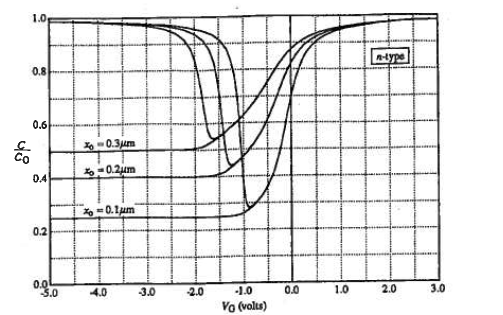 1.0
n-type
0.8
0.6
C
C₀
x₀ = 0.3μm
x₀ = 0.2μm
0.4
x₀ = 0.1μm
0.2
0.0
-5.0 -4.0 -3.0 -2.0 -1.0 0.0 1.0 2.0 3.0
V_G (volts)